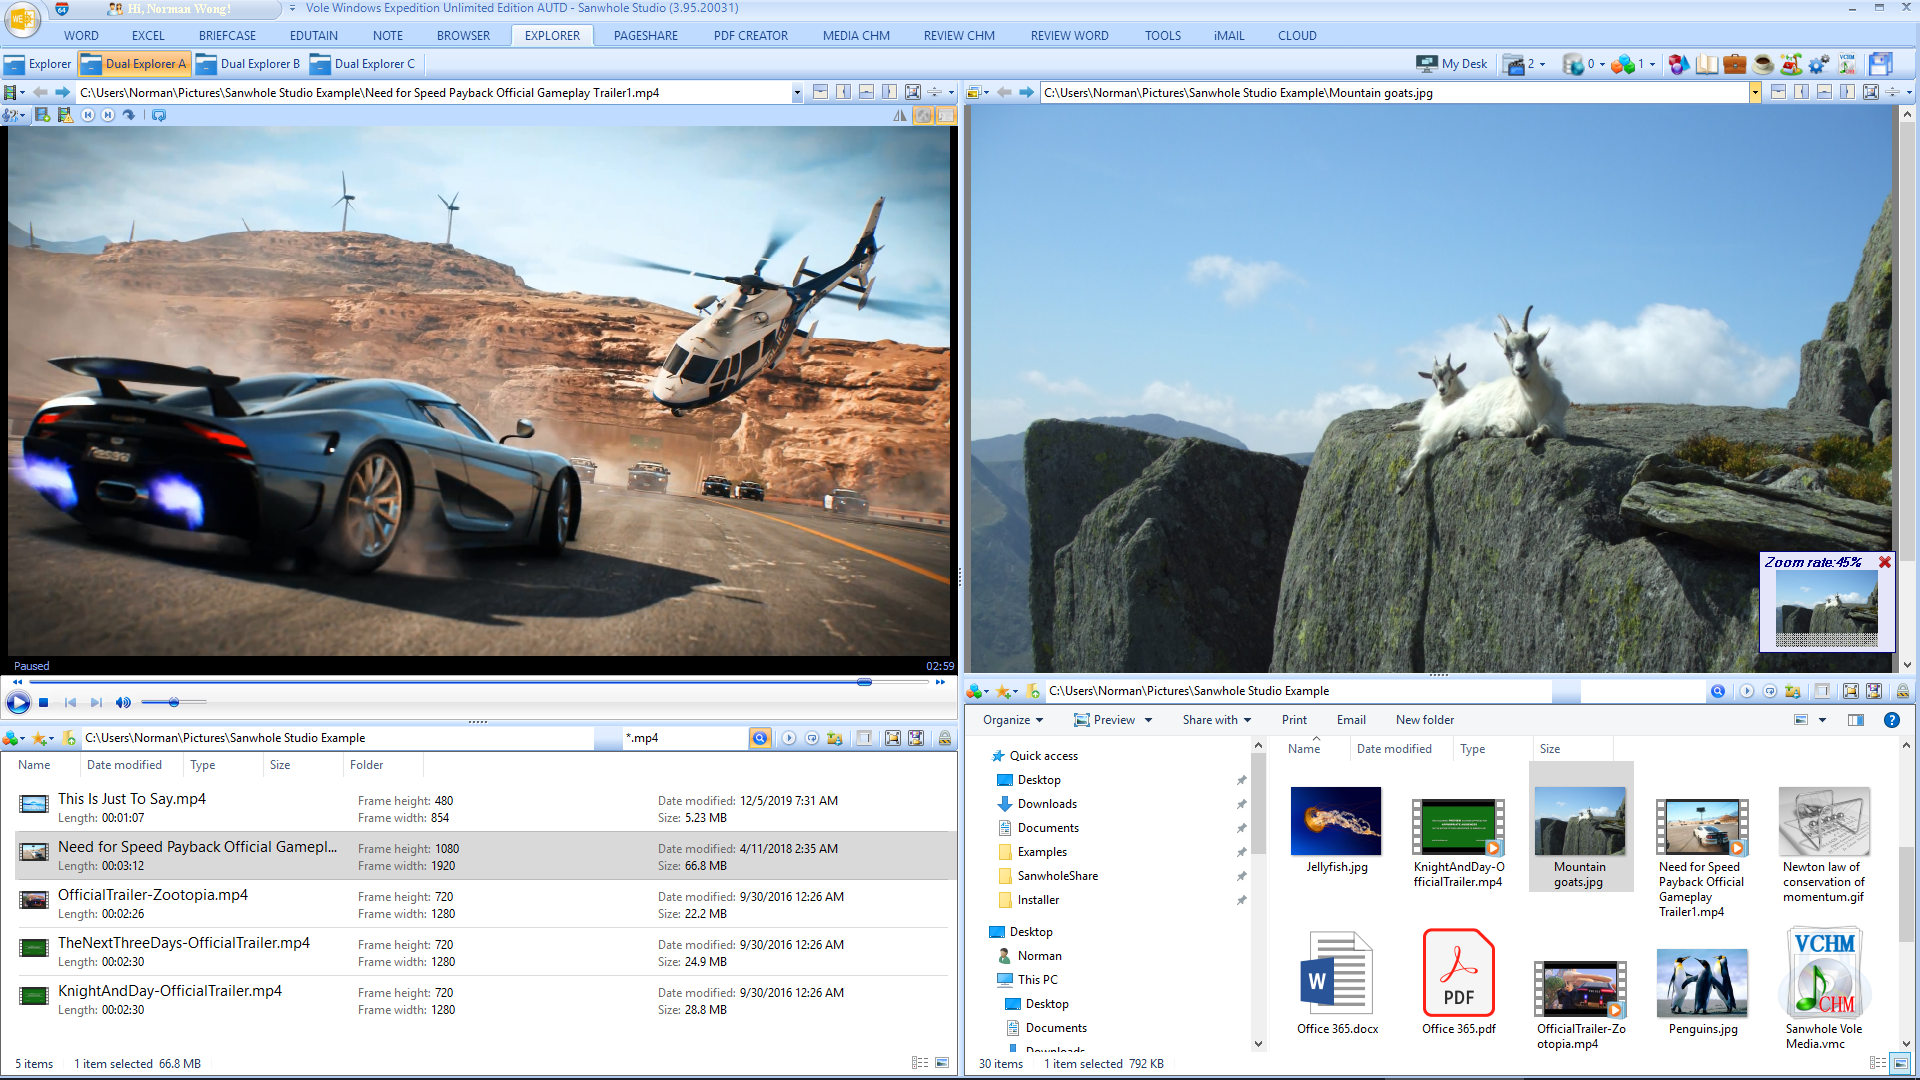 Hi, Norman Wong!
Vole Windows Expedition Unlimited Edition AUTD - Sanwhole Studio (3.95.20031)
WORD EXCEL BRIEFCASE EDUTAIN NOTE BROWSER EXPLORER PAGESHARE PDF CREATOR MEDIA CHM REVIEW CHM REVIEW WORD TOOLS iMAIL CLOUD
Explorer Dual Explorer A Dual Explorer B Dual Explorer C My Desk 2 0 1
C:\Users\Norman\Pictures\Sanwhole Studio Example\Need for Speed Payback Official Gameplay Trailer1.mp4
Paused 02:59
C:\Users\Norman\Pictures\Sanwhole Studio Example *.mp4
Name Date modified Type Size Folder
This Is Just To Say.mp4 Frame height: 480 Date modified: 12/5/2019 7:31 AM
Length: 00:01:07 Frame width: 854 Size: 5.23 MB
Need for Speed Payback Official Gamepl... Frame height: 1080 Date modified: 4/11/2018 2:35 AM
Length: 00:03:12 Frame width: 1920 Size: 66.8 MB
OfficialTrailer-Zootopia.mp4 Frame height: 720 Date modified: 9/30/2016 12:26 AM
Length: 00:02:26 Frame width: 1280 Size: 22.2 MB
TheNextThreeDays-OfficialTrailer.mp4 Frame height: 720 Date modified: 9/30/2016 12:26 AM
Length: 00:02:30 Frame width: 1280 Size: 24.9 MB
KnightAndDay-OfficialTrailer.mp4 Frame height: 720 Date modified: 9/30/2016 12:26 AM
Length: 00:02:30 Frame width: 1280 Size: 28.8 MB
5 items 1 item selected 66.8 MB
C:\Users\Norman\Pictures\Sanwhole Studio Example\Mountain goats.jpg
Zoom rate:45%
C:\Users\Norman\Pictures\Sanwhole Studio Example
Organize Preview Share with Print Email New folder
Quick access
Desktop
Downloads
Documents
Examples
SanwholeShare
Installer
Desktop
Norman
This PC
Desktop
Documents
Downloads
Name Date modified Type Size
Jellyfish.jpg
KnightAndDay-O
fficialTrailer.mp4
Mountain
goats.jpg
Need for Speed
Payback Official
Gameplay
Trailer1.mp4
Newton law of
conservation of
momentum.gif
W
Office 365.docx
PDF
Office 365.pdf
OfficialTrailer-Zo
otopia.mp4
Penguins.jpg
VCHM
CHM
Sanwhole Vole
Media.vmc
30 items 1 item selected 792 KB